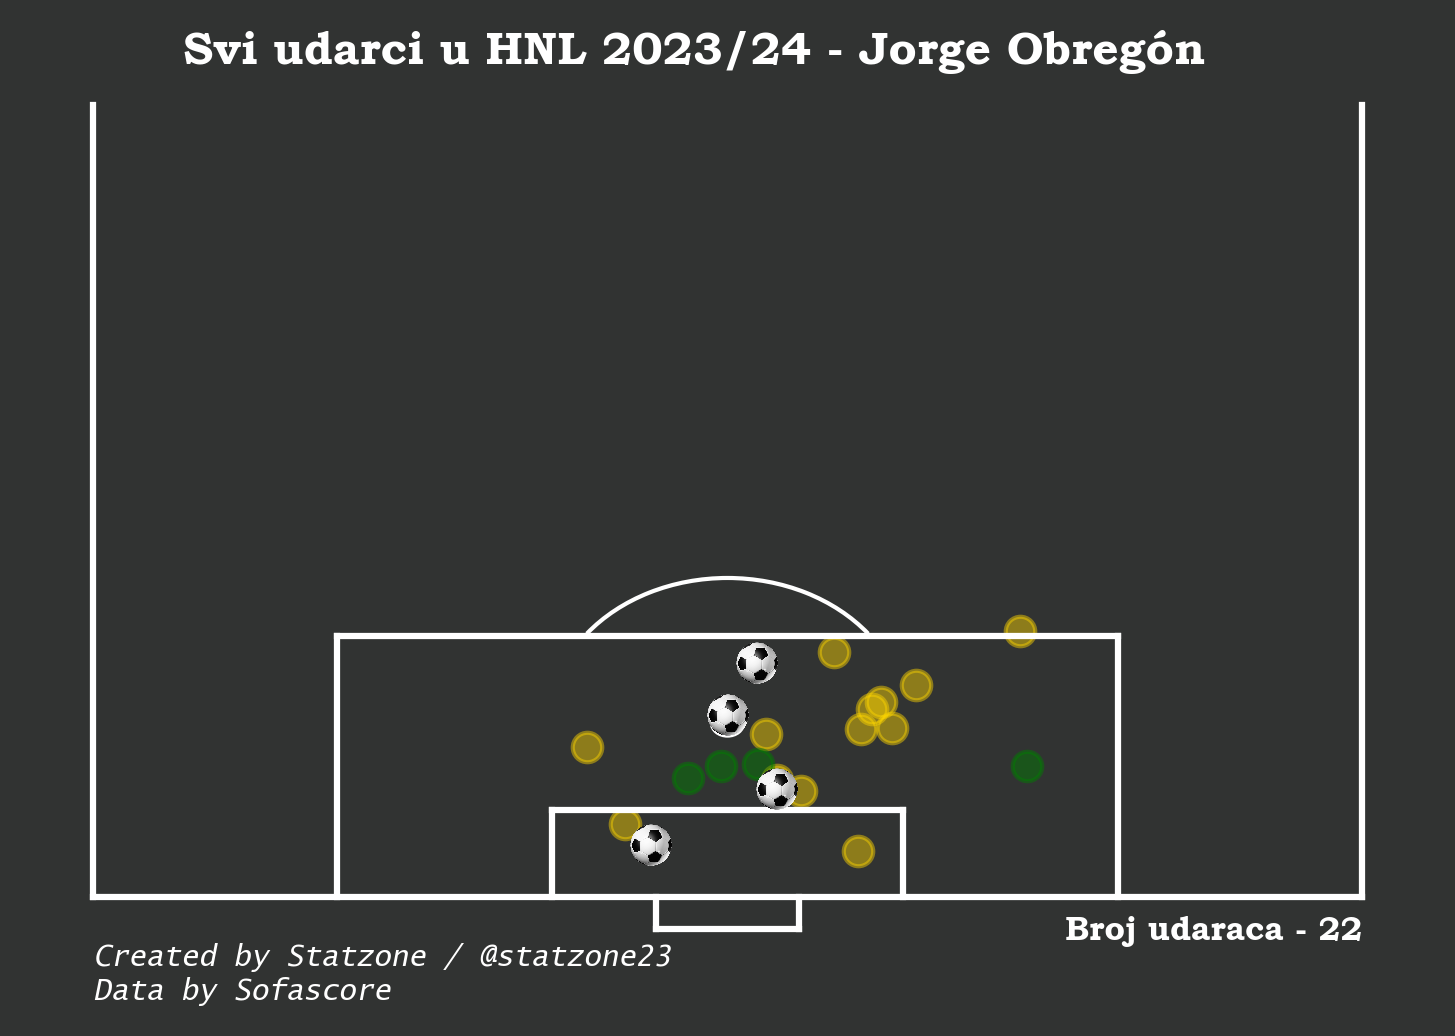 Svi udarci u HNL 2023/24 - Jorge Obregón
Broj udaraca - 22
Created by Statzone / @statzone23
Data by Sofascore